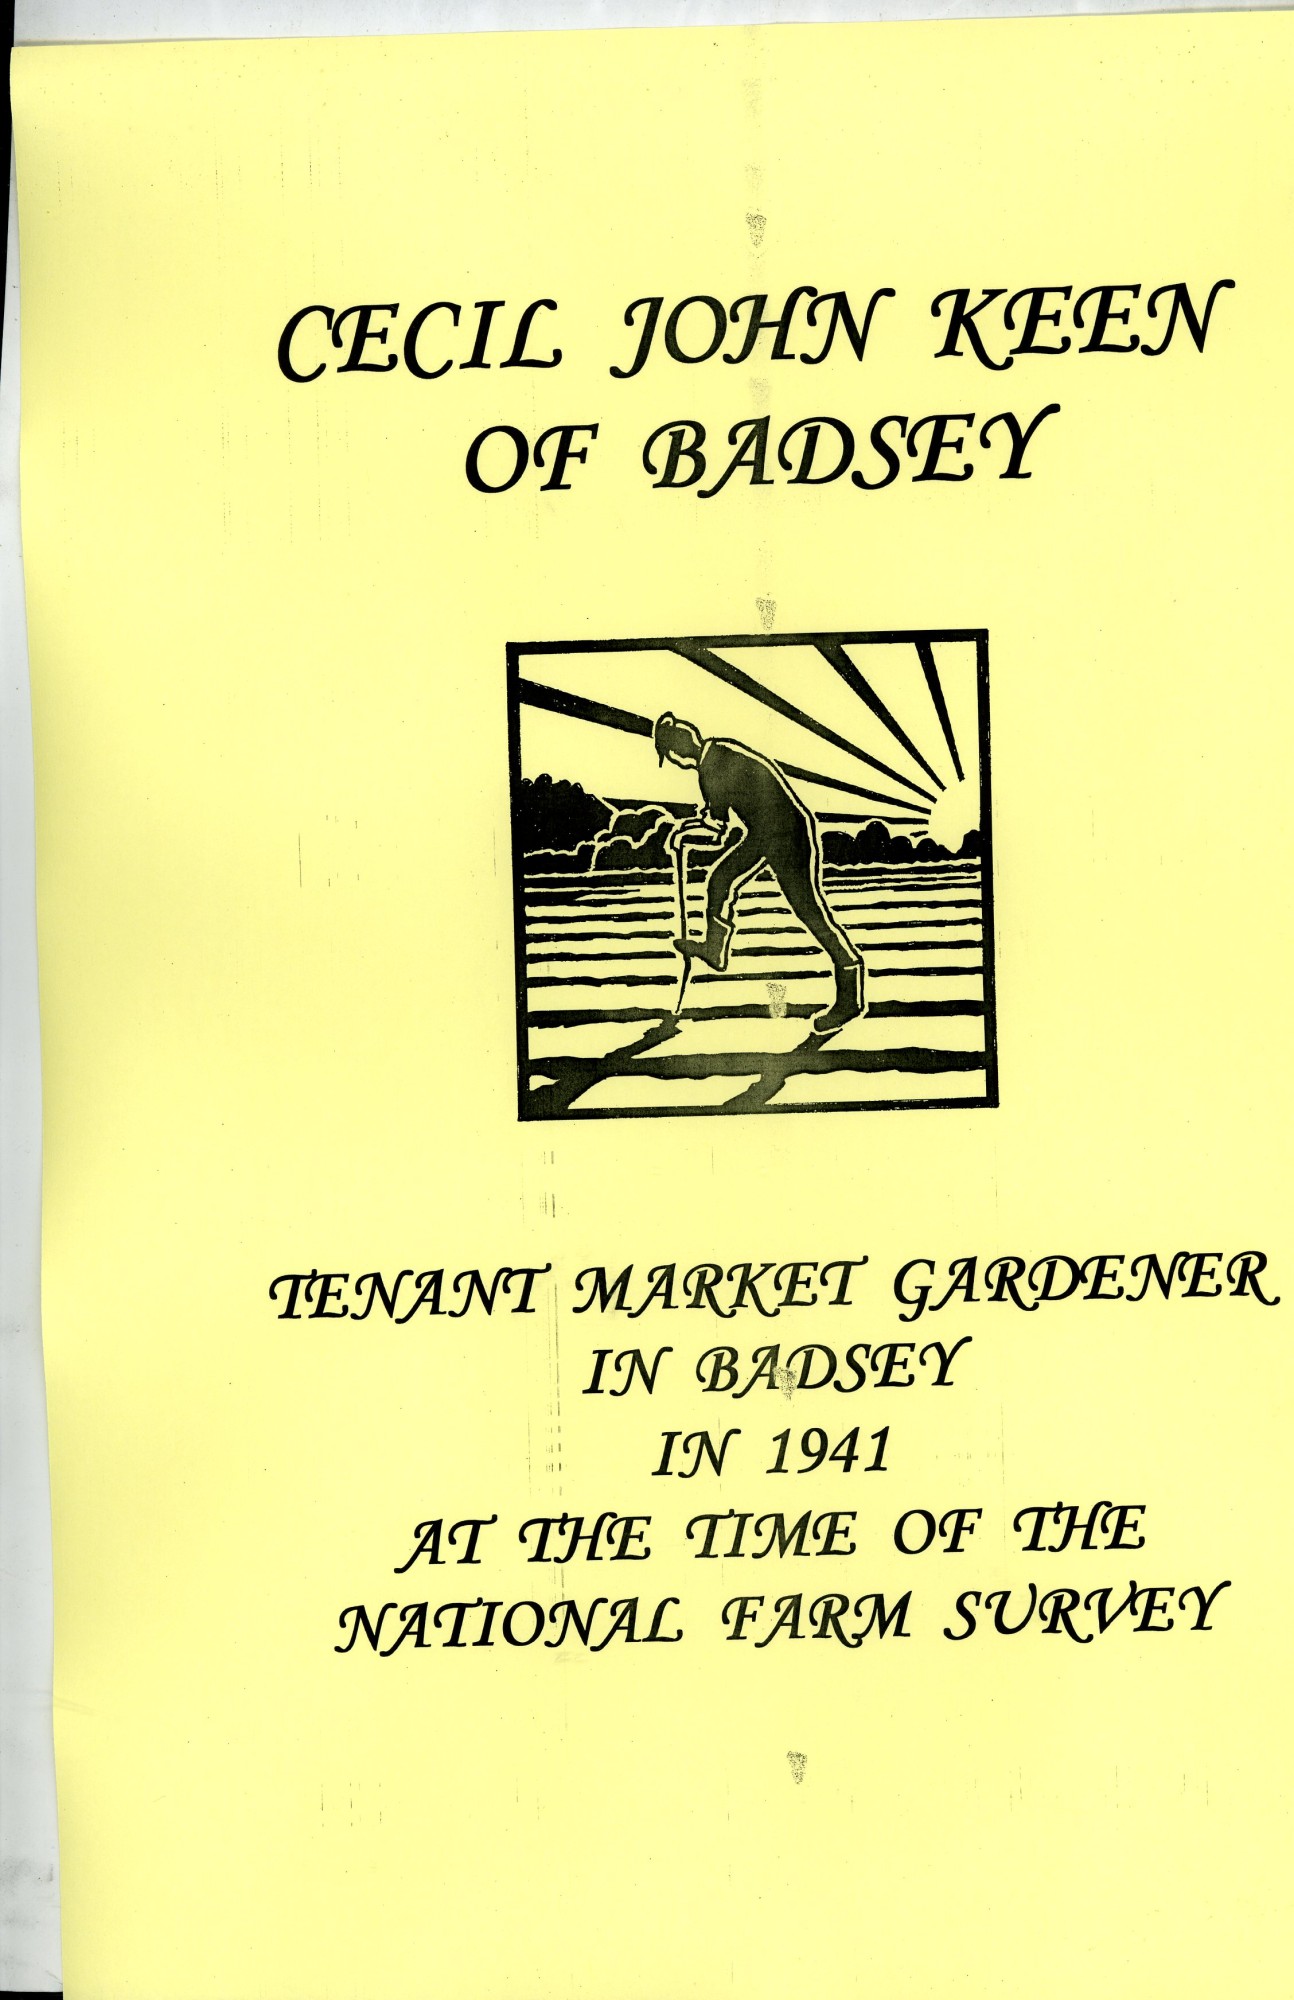 CECIL JOHN KEEN
OF BADSEY
TENANT MARKET GARDENER
IN BADSEY
IN 1941
AT THE TIME OF THE
NATIONAL FARM SURVEY